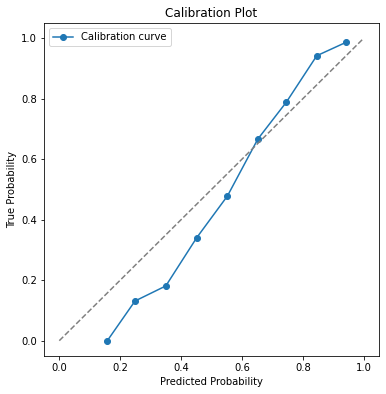 Calibration Plot
Calibration curve
True Probability
1.0
0.8
0.6
0.4
0.2
0.0
0.0 0.2 0.4 0.6 0.8 1.0
Predicted Probability